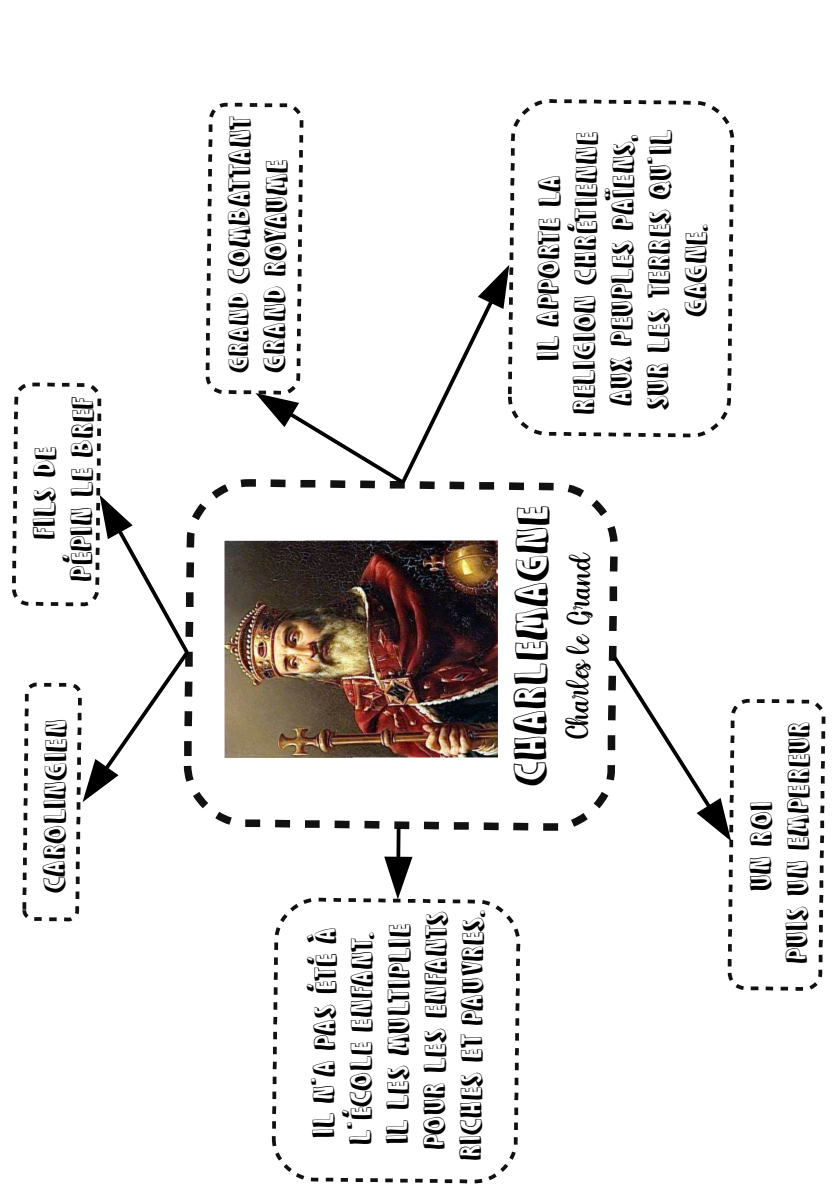 CAROLINGIEN
FILS DE
PÉPIN LE BREF
GRAND COMBATTANT
GRAND ROYAUME
IL N'A PAS ÉTÉ À
L'ÉCOLE ENFANT.
IL LES MULTIPLIE
POUR LES ENFANTS
RICHES ET PAUVRES.
CHARLEMAGNE
Charles le Grand
IL APPORTE LA
RELIGION CHRÉTIENNE
AUX PEUPLES PAÏENS,
SUR LES TERRES QU'IL
GAGNE.
UN ROI
PUIS UN EMPEREUR